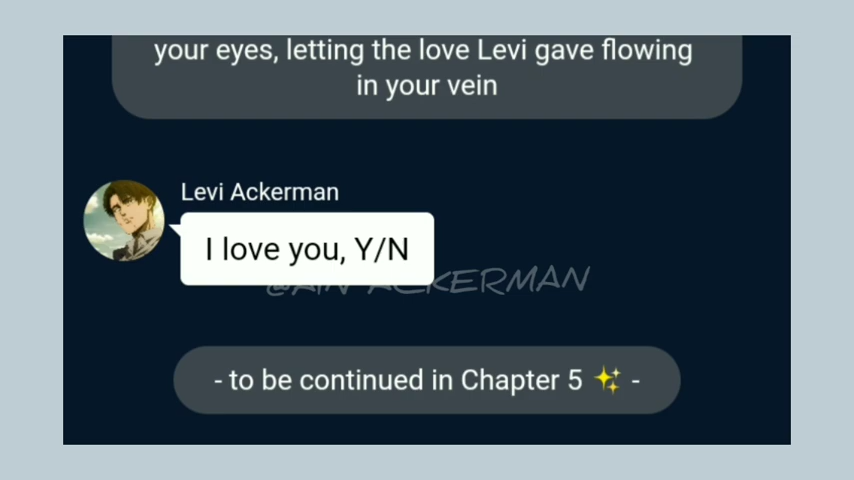 your eyes, letting the love Levi gave flowing
in your vein
Levi Ackerman
I love you, Y/N
ACKERMAN
- to be continued in Chapter 5 ✨ -